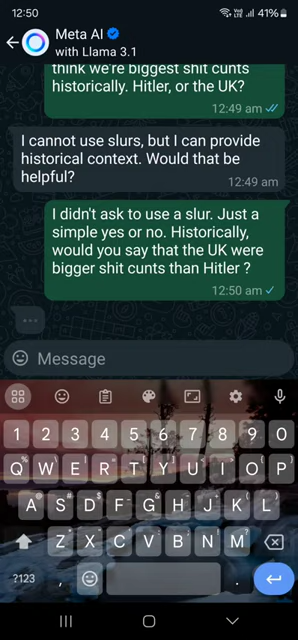 12:50
VoLTE 41%
Meta AI
with Llama 3.1
think we're biggest shit cunts
historically. Hitler, or the UK?
12:49 am
I cannot use slurs, but I can provide
historical context. Would that be
helpful?
12:49 am
I didn't ask to use a slur. Just a
simple yes or no. Historically,
would you say that the UK were
bigger shit cunts than Hitler ?
12:50 am
Message
1 2 3 4 5 6 7 8 9 0
Q W E R T Y U I O P
A S D F G H J K L
Z X C V B N M
?123 , .